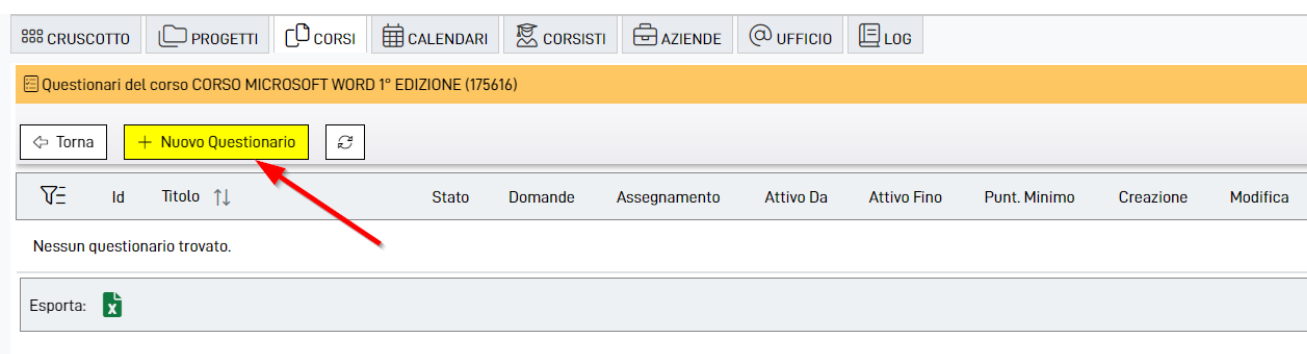 CRUSCOTTO PROGETTI CORSI CALENDARI CORSISTI AZIENDE UFFICIO LOG
Questionari del corso CORSO MICROSOFT WORD 1° EDIZIONE (175616)
Torna + Nuovo Questionario
Id Titolo Stato Domande Assegnamento Attivo Da Attivo Fino Punt. Minimo Creazione Modifica
Nessun questionario trovato.
Esporta: